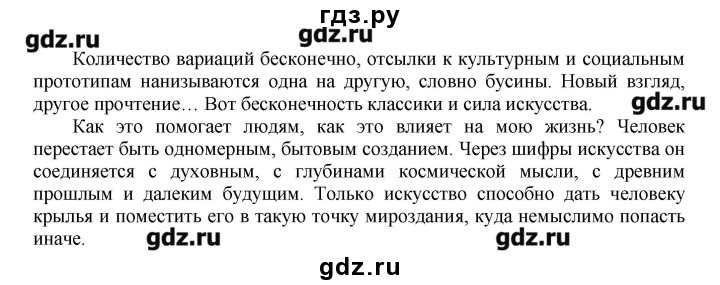 гдз.ру
gdz.ru
gdz.ru
Количество вариаций бесконечно, отсылки к культурным и социальным
прототипам нанизываются одна на другую, словно бусины. Новый взгляд,
другое прочтение… Вот бесконечность классики и сила искусства.
gdz.ru
Как это помогает людям, как это влияет на мою жизнь? Человек
перестает быть одномерным, бытовым созданием. Через шифры искусства он
соединяется с духовным, с глубинами космической мысли, с древним
прошлым и далеким будущим. Только искусство способно дать человеку
крылья и поместить его в такую точку мироздания, куда немыслимо попасть
иначе.
gdz.ru
gdz.ru
gdz.ru